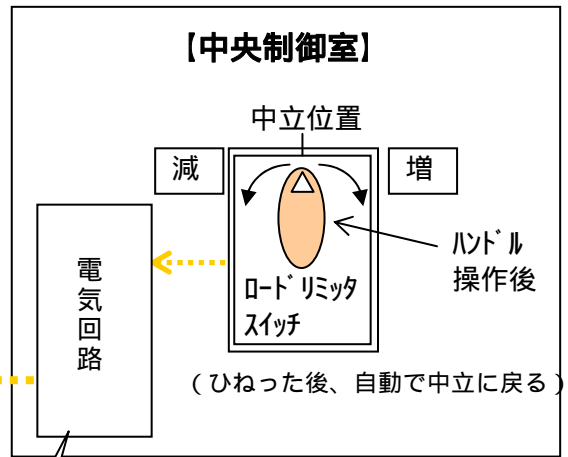 【中央制御室】
中立位置
減
増
ﾊﾝﾄﾞﾙ
操作後
ﾛｰﾄﾞﾘﾐｯﾀ
ｽｲｯﾁ
電気回路
（ひねった後、自動で中立に戻る）